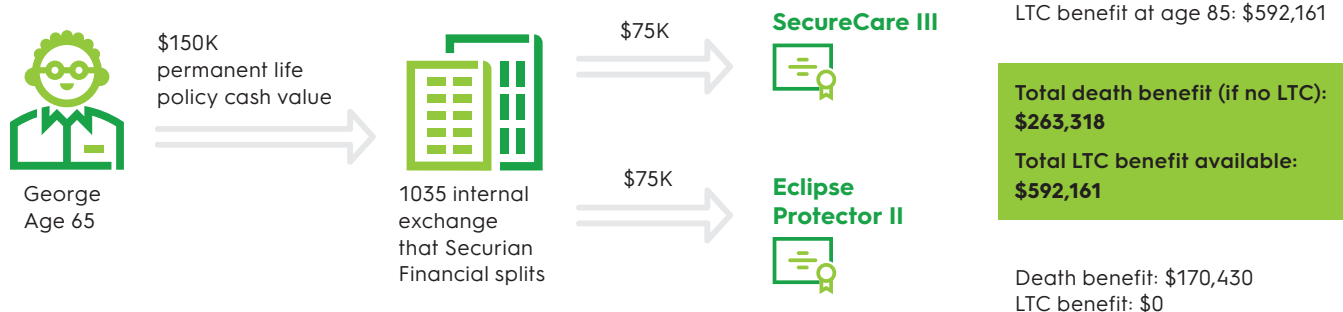 $150K
permanent life
policy cash value
George
Age 65
1035 internal
exchange
that Securian
Financial splits
$75K
SecureCare III
$75K
Eclipse
Protector II
LTC benefit at age 85: $592,161
Total death benefit (if no LTC):
$263,318
Total LTC benefit available:
$592,161
Death benefit: $170,430
LTC benefit: $0